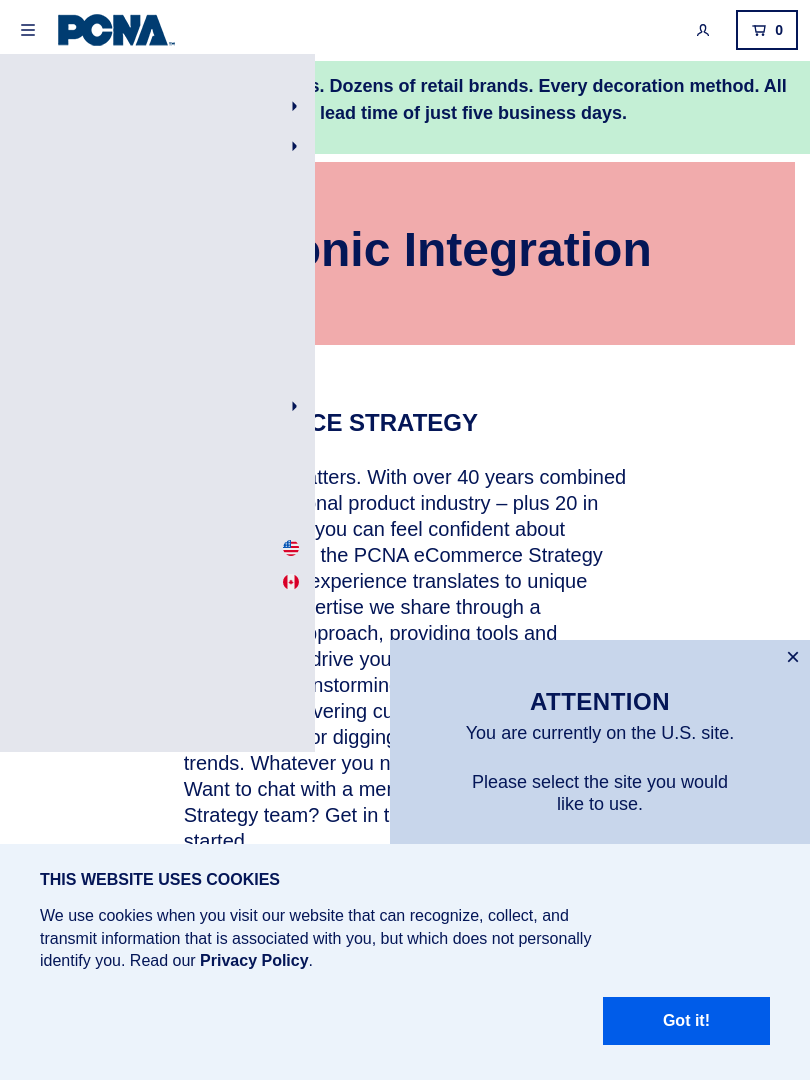 PCNA
0
. Dozens of retail brands. Every decoration method. All
lead time of just five business days.
onic Integration
CE STRATEGY
atters. With over 40 years combined
onal product industry – plus 20 in
you can feel confident about
the PCNA eCommerce Strategy
experience translates to unique
ertise we share through a
pproach, providing tools and
drive you
nstorming
vering cu
or digging
trends. Whatever you n
Want to chat with a mem
Strategy team? Get in t
started.
ATTENTION
You are currently on the U.S. site.
Please select the site you would
like to use.
THIS WEBSITE USES COOKIES
We use cookies when you visit our website that can recognize, collect, and
transmit information that is associated with you, but which does not personally
identify you. Read our Privacy Policy.
Got it!